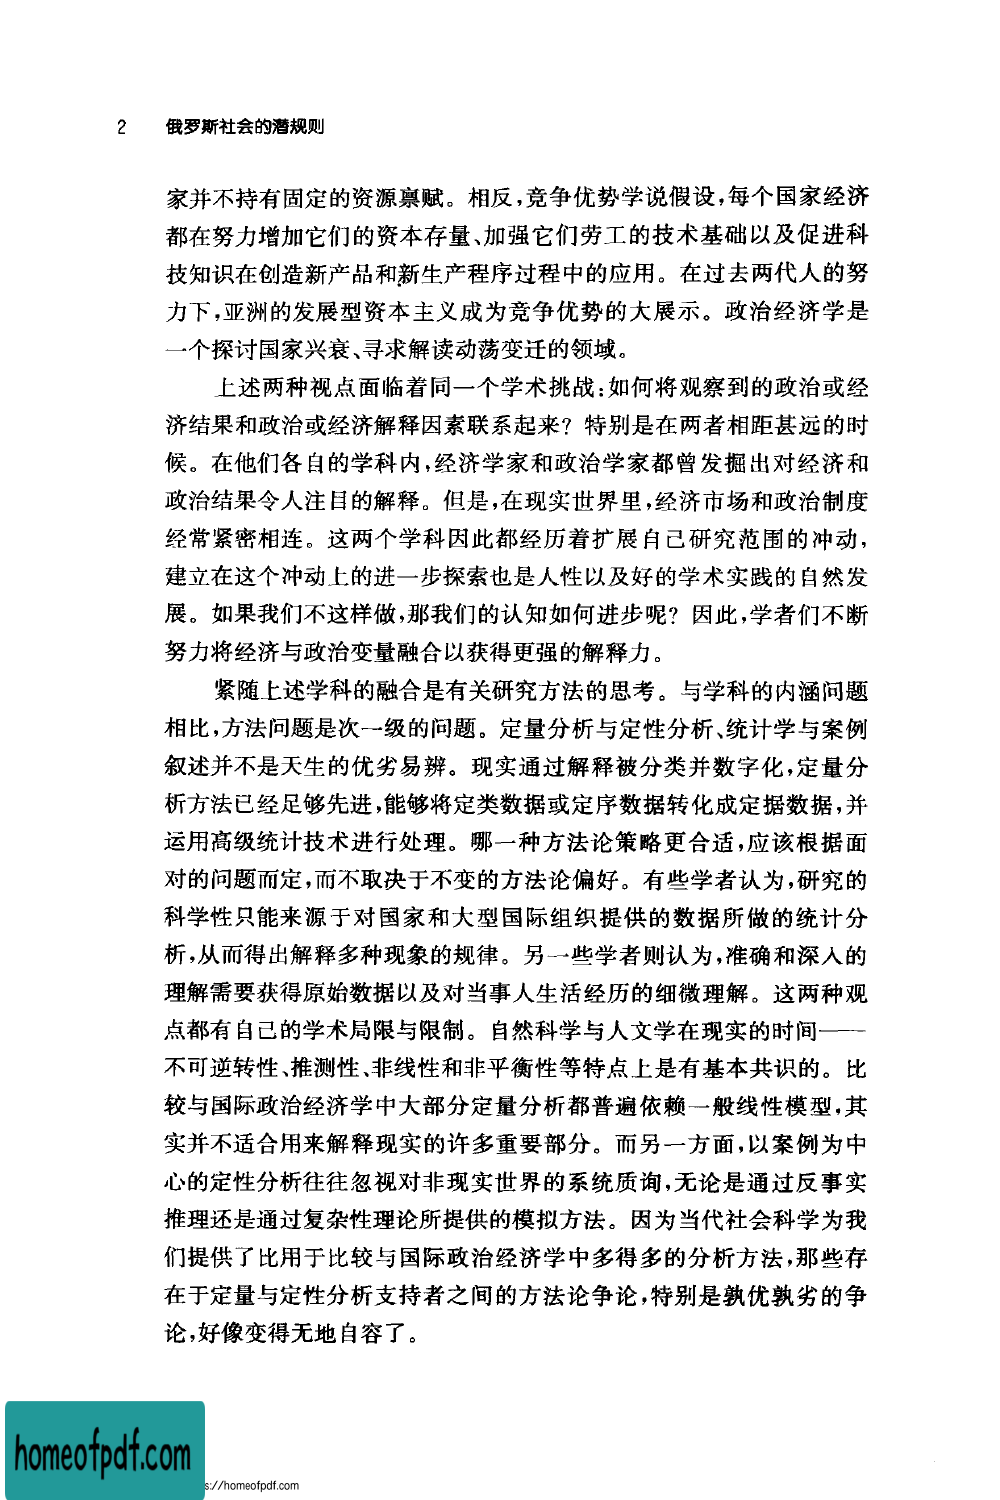 2 俄罗斯社会的潜规则
家并不持有固定的资源禀赋。相反,竞争优势学说假设,每个国家经济
都在努力增加它们的资本存量、加强它们劳工的技术基础以及促进科
技知识在创造新产品和新生产程序过程中的应用。在过去两代人的努
力下,亚洲的发展型资本主义成为竞争优势的大展示。政治经济学是
一个探讨国家兴衰、寻求解读动荡变迁的领域。
上述两种视点面临着同一个学术挑战:如何将观察到的政治或经
济结果和政治或经济解释因素联系起来?特别是在两者相距甚远的时
候。在他们各自的学科内,经济学家和政治学家都曾发掘出对经济和
政治结果令人注目的解释。但是,在现实世界里,经济市场和政治制度
经常紧密相连。这两个学科因此都经历着扩展自己研究范围的冲动,
建立在这个冲动上的进一步探索也是人性以及好的学术实践的自然发
展。如果我们不这样做,那我们的认知如何进步呢?因此,学者们不断
努力将经济与政治变量融合以获得更强的解释力。
紧随上述学科的融合是有关研究方法的思考。与学科的内涵问题
相比,方法问题是次一级的问题。定量分析与定性分析、统计学与案例
叙述并不是天生的优劣易辨。现实通过解释被分类并数字化,定量分
析方法已经足够先进,能够将定类数据或定序数据转化成定据数据,并
运用高级统计技术进行处理。哪一种方法论策略更合适,应该根据面
对的问题而定,而不取决于不变的方法论偏好。有些学者认为,研究的
科学性只能来源于对国家和大型国际组织提供的数据所做的统计分
析,从而得出解释多种现象的规律。另一些学者则认为,准确和深入的
理解需要获得原始数据以及对当事人生活经历的细微理解。这两种观
点都有自己的学术局限与限制。自然科学与人文学在现实的时间——
不可逆转性、推测性、非线性和非平衡性等特点上是有基本共识的。比
较与国际政治经济学中大部分定量分析都普遍依赖一般线性模型,其
实并不适合用来解释现实的许多重要部分。而另一方面,以案例为中
心的定性分析往往忽视对非现实世界的系统质询,无论是通过反事实
推理还是通过复杂性理论所提供的模拟方法。因为当代社会科学为我
们提供了比用于比较与国际政治经济学中多得多的分析方法,那些存
在于定量与定性分析支持者之间的方法论争论,特别是孰优孰劣的争
论,好像变得无地自容了。
homeofpdf.com
s://homeofpdf.com